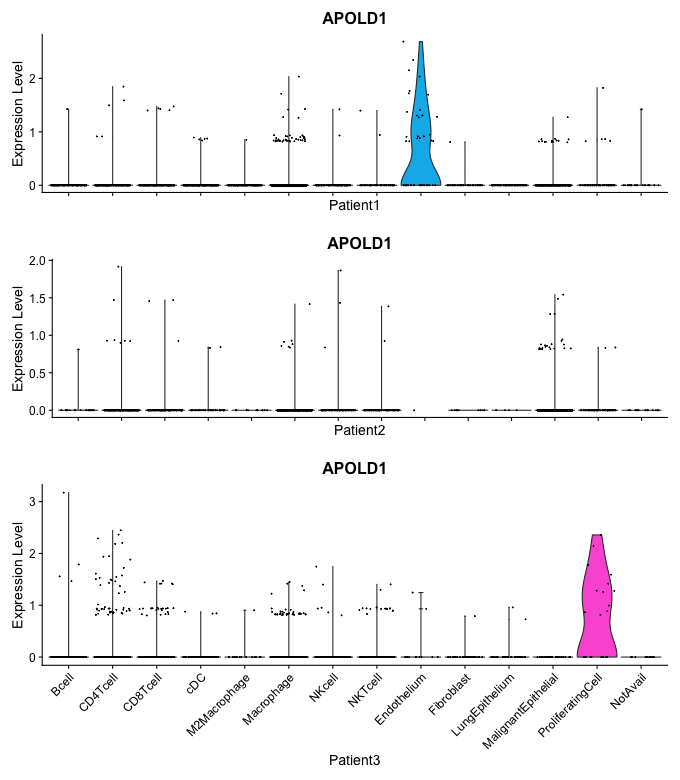 APOLD1
Expression Level
2
1
0
Patient1
APOLD1
Expression Level
2.0
1.5
1.0
0.5
0.0
Patient2
APOLD1
Expression Level
3
2
1
0
Bcell
CD4Tcell
CD8Tcell
cDC
M2Macrophage
Macrophage
NKcell
NKTcell
Endothelium
Fibroblast
LungEpithelium
MalignantEpithelial
ProliferatingCell
NotAvail
Patient3